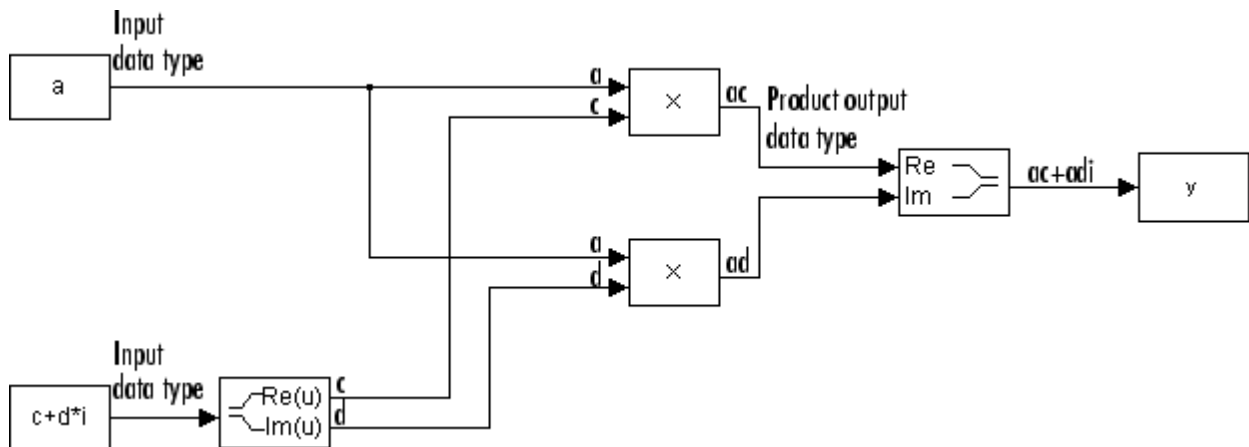 Input
data type
a
a
c
×
ac
Product output
data type
Re
Im
ac+adi
y
a
d
×
ad
Input
data type
c+d*i
Re(u)
Im(u)
c
d